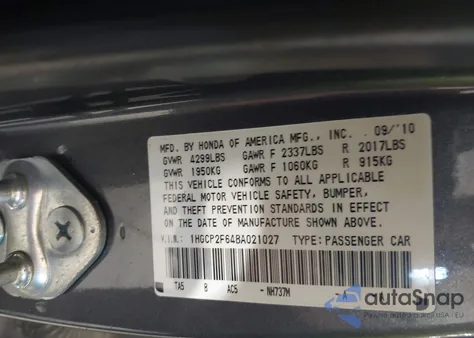 MFD. BY HONDA OF AMERICA MFG., INC. 09/'10
GVWR 4299LBS GAWR F 2337LBS R 2017LBS
GVWR 1950KG GAWR F 1060KG R 915KG
THIS VEHICLE CONFORMS TO ALL APPLICABLE
FEDERAL MOTOR VEHICLE SAFETY, BUMPER,
AND THEFT PREVENTION STANDARDS IN EFFECT
ON THE DATE OF MANUFACTURE SHOWN ABOVE.
V.I.N.: 1HGCP2F64BA021027 TYPE: PASSENGER CAR
TA5 B AC5 NH737M
autoSnap